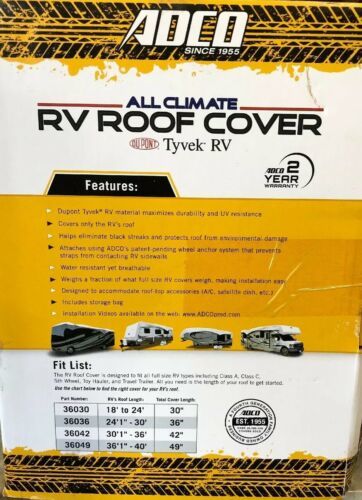 ADCO
SINCE 1955
ALL CLIMATE
RV ROOF COVER
DUPONT Tyvek® RV
ADCO 2
YEAR
WARRANTY
Features:
Dupont Tyvek® RV material maximizes durability and UV resistance
Covers only the RV's roof
Helps eliminate black streaks and protects roof from enviromental damage
Attaches using ADCO's patent-pending wheel anchor system that prevents
straps from contacting RV sidewalls
Water resistant yet breathable
Weighs a fraction of what full size RV covers weigh, making installation easy
Designed to accommodate roof-top accessories (A/C, satellite dish, etc.)
Includes storage bag
Installation Videos available on the web: www.ADCOprod.com
Fit List:
The RV Roof Cover is designed to fit all full size RV types including Class A, Class C,
5th Wheel, Toy Hauler, and Travel Trailer. All you need is the length of your roof to get started.
Use the chart below to find the right cover for your RV's roof.
Part Number: RV's Roof Length: Total Cover Length:
36030 18' to 24' 30"
36036 24'1"- 30' 36"
36042 30'1"- 36' 42"
36049 36'1"- 40' 49"
A FOURTH GENERATION
ADCO
EST. 1955
FAMILY OWNED BUSINESS